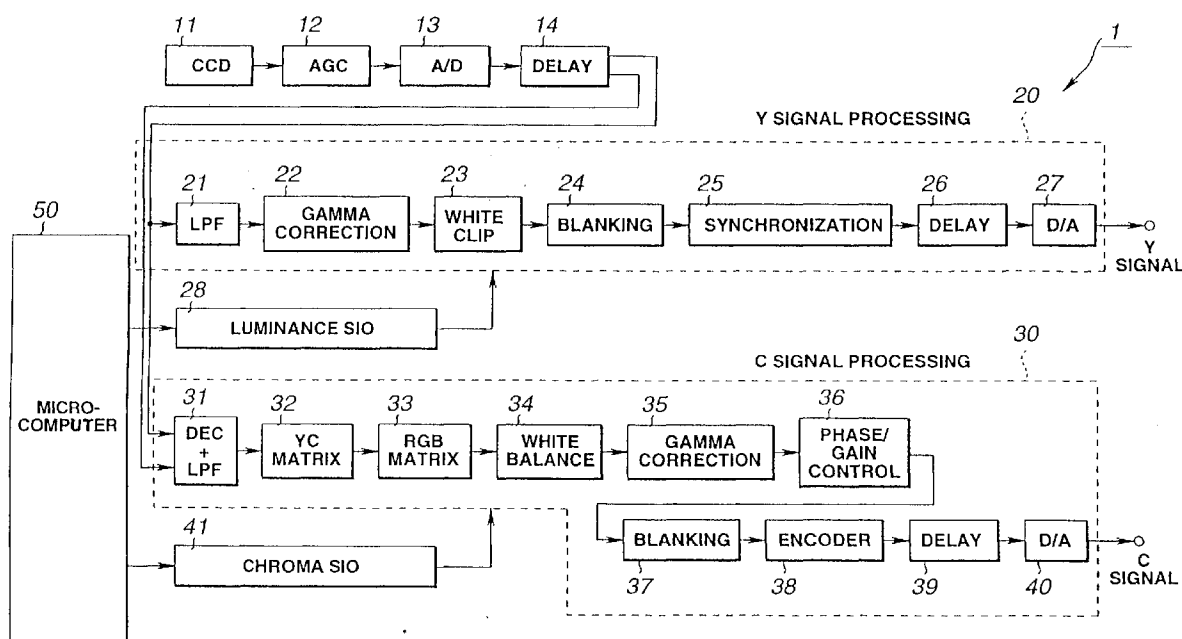 11
12
13
14
1
CCD
AGC
A/D
DELAY
Y SIGNAL PROCESSING
20
21
22
23
24
25
26
27
LPF
GAMMA
CORRECTION
WHITE
CLIP
BLANKING
SYNCHRONIZATION
DELAY
D/A
Y
SIGNAL
50
28
LUMINANCE SIO
C SIGNAL PROCESSING
30
MICRO-
COMPUTER
31
32
33
34
35
36
DEC
+
LPF
YC
MATRIX
RGB
MATRIX
WHITE
BALANCE
GAMMA
CORRECTION
PHASE/
GAIN
CONTROL
41
CHROMA SIO
BLANKING
ENCODER
DELAY
D/A
C
SIGNAL
37
38
39
40